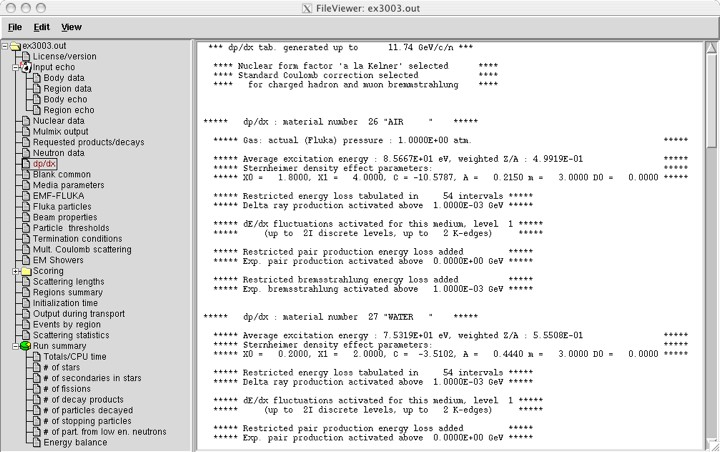 FileViewer: ex3003.out
File Edit View
ex3003.out
License/version
Input echo
Body data
Region data
Body echo
Region echo
Nuclear data
Mulmix output
Requested products/decays
Neutron data
dp/dx
Blank common
Media parameters
EMF-FLUKA
Fluka particles
Beam properties
Particle thresholds
Termination conditions
Mult. Coulomb scattering
EM Showers
Scoring
Scattering lengths
Regions summary
Initialization time
Output during transport
Events by region
Scattering statistics
Run summary
Totals/CPU time
# of stars
# of secondaries in stars
# of fissions
# of decay products
# of particles decayed
# of stopping particles
# of part. from low en. neutrons
Energy balance
*** dp/dx tab. generated up to 11.74 GeV/c/n ***
**** Nuclear form factor 'a la Kelner' selected ****
**** Standard Coulomb correction selected ****
**** for charged hadron and muon bremsstrahlung ****
***** dp/dx : material number 26 "AIR " *****
***** Gas: actual (Fluka) pressure : 1.0000E+00 atm. *****
***** Average excitation energy : 8.5667E+01 eV, weighted Z/A : 4.9919E-01 *****
***** Sternheimer density effect parameters: *****
***** X0 = 1.8000, X1 = 4.0000, C = -10.5787, A = 0.2150 m = 3.0000 D0 = 0.0000 *****
***** Restricted energy loss tabulated in 54 intervals *****
***** Delta ray production activated above 1.0000E-03 GeV *****
***** dE/dx fluctuations activated for this medium, level 1 *****
***** (up to 2I discrete levels, up to 2 K-edges) *****
***** Restricted pair production energy loss added *****
***** Exp. pair production activated above 0.0000E+00 GeV *****
***** Restricted bremsstrahlung energy loss added *****
***** Exp. bremsstrahlung activated above 1.0000E-03 GeV *****
***** dp/dx : material number 27 "WATER " *****
***** Average excitation energy : 7.5319E+01 eV, weighted Z/A : 5.5508E-01 *****
***** Sternheimer density effect parameters: *****
***** X0 = 0.2000, X1 = 2.0000, C = -3.5102, A = 0.4440 m = 3.0000 D0 = 0.0000 *****
***** Restricted energy loss tabulated in 54 intervals *****
***** Delta ray production activated above 1.0000E-03 GeV *****
***** dE/dx fluctuations activated for this medium, level 1 *****
***** (up to 2I discrete levels, up to 2 K-edges) *****
***** Restricted pair production energy loss added *****
***** Exp. pair production activated above 0.0000E+00 GeV *****